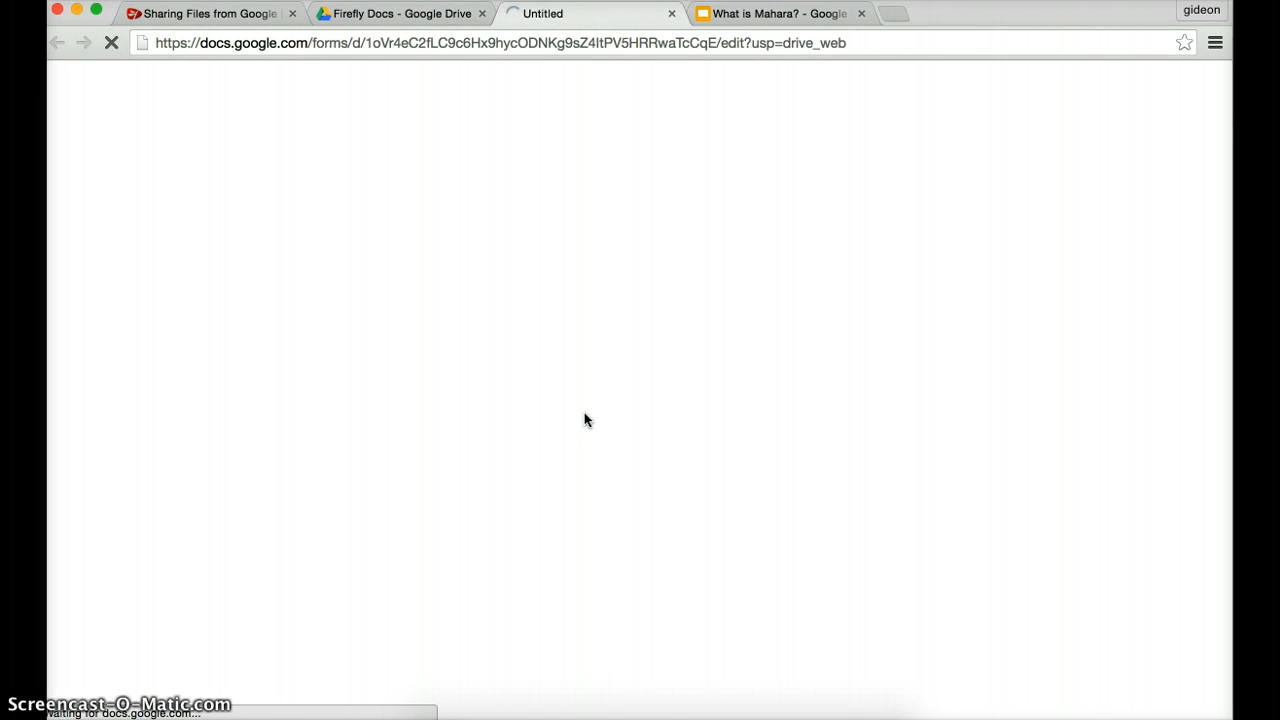 Sharing Files from Google
Firefly Docs - Google Drive
Untitled
What is Mahara? - Google
gideon
https://docs.google.com/forms/d/1oVr4eC2fLC9c6Hx9hycODNKg9sZ4ltPV5HRRwaTcCqE/edit?usp=drive_web
Screencast-O-Matic.com
Waiting for docs.google.com...